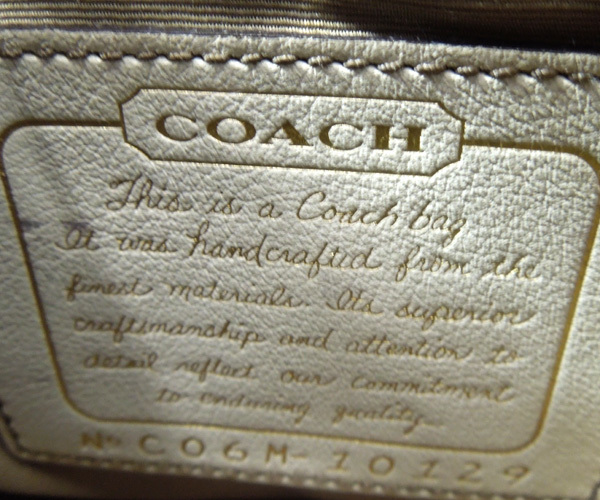 COACH
This is a Coach bag
It was handcrafted from the
finest materials. Its superior
craftsmanship and attention to
detail reflect our commitment
to enduring quality.
No C06M-10129